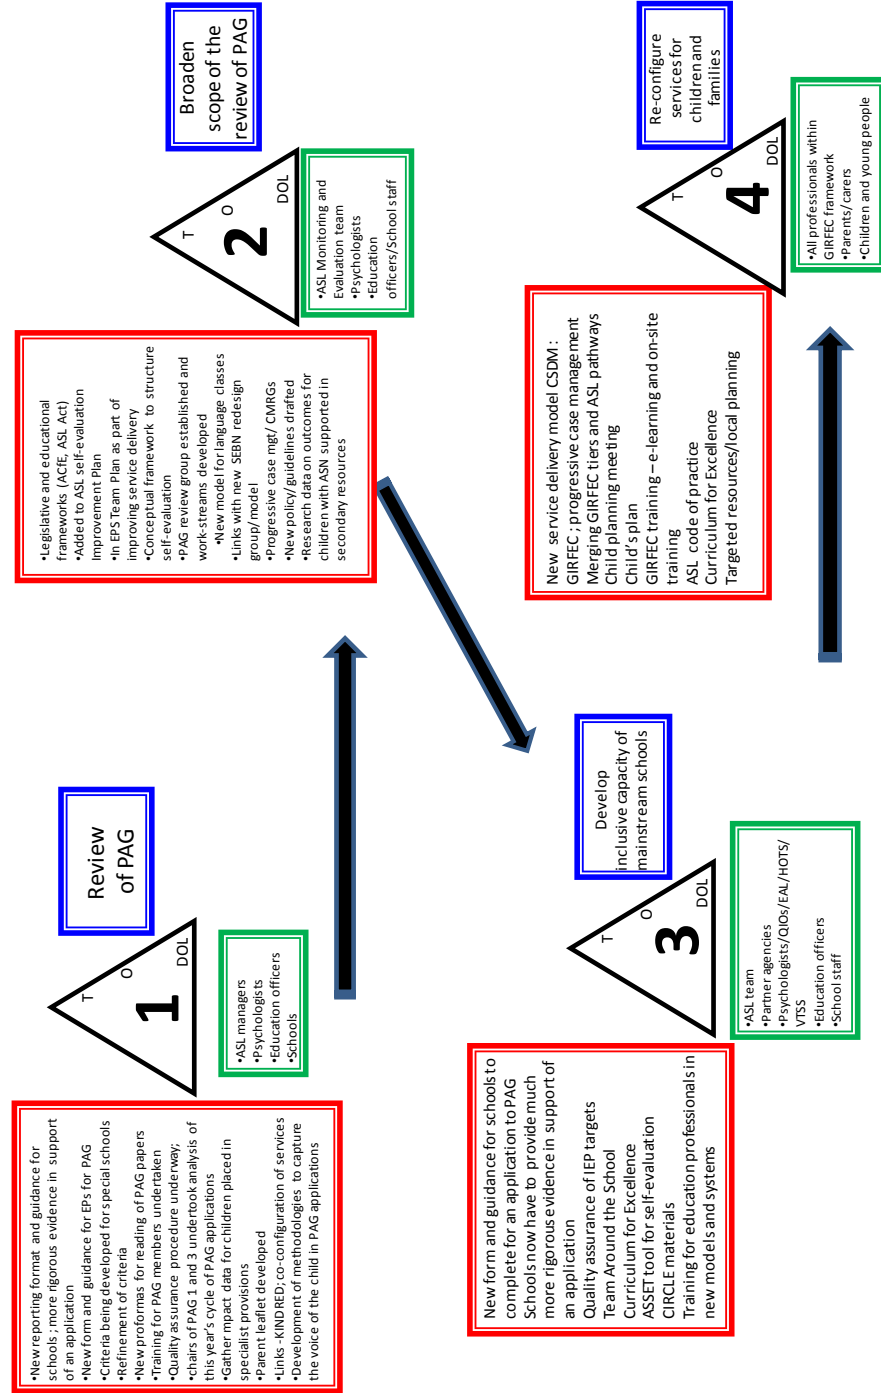 •New reporting format and guidance for
schools ; more rigorous evidence in support
of an application
•New form and guidance for EPs for PAG
•Criteria being developed for special schools
•Refinement of criteria
•New proformas for reading of PAG papers
•Training for PAG members undertaken
•Quality assurance procedure underway;
•chairs of PAG 1 and 3 undertook analysis of
this year's cycle of PAG applications
•Gather mpact data for children placed in
specialist provisions
•Parent leaflet developed
•Links -KINDRED; co-configuration of services
•Development of methodologies to capture
the voice of the child in PAG applications
T
O
DOL
1
Review
of PAG
•ASL managers
•Psychologists
•Education officers
•Schools
•Legislative and educational
frameworks (ACfE, ASL Act)
•Added to ASL self-evaluation
Improvement Plan
•In EPS Team Plan as part of
improving service delivery
•Conceptual framework to structure
self-evaluation
•PAG review group established and
work-streams developed
•New model for language classes
•Links with new SEBN redesign
group/model
•Progressive case mgt/ CMRGs
•New policy/guidelines drafted
•Research data on outcomes for
children with ASN supported in
secondary resources
T
O
DOL
2
Broaden
scope of the
review of PAG
•ASL Monitoring and
Evaluation team
•Psychologists
•Education
officers/School staff
New form and guidance for schools to
complete for an application to PAG
Schools now have to provide much
more rigorous evidence in support of
an application
Quality assurance of IEP targets
Team Around the School
Curriculum for Excellence
ASSET tool for self-evaluation
CIRCLE materials
Training for education professionals in
new models and systems
T
O
DOL
3
Develop
inclusive capacity of
mainstream schools
•ASL team
•Partner agencies
•Psychologists/QIOs/EAL/HOTS/
VTSS
•Education officers
•School staff
New service delivery model CSDM :
GIRFEC ; progressive case management
Merging GIRFEC tiers and ASL pathways
Child planning meeting
Child's plan
GIRFEC training – e-learning and on-site
training
ASL code of practice
Curriculum for Excellence
Targeted resources/local planning
T
O
DOL
4
Re-configure
services for
children and
families
•All professionals within
GIRFEC framework
•Parents/ carers
•Children and young people